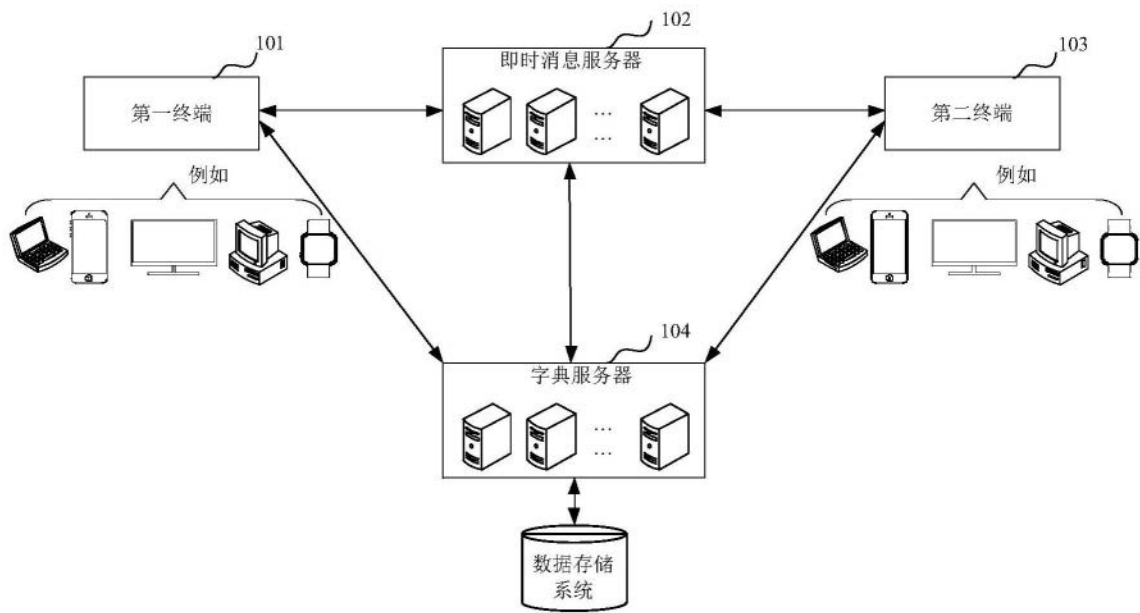 101
102
103
第一终端
即时消息服务器
第二终端
... ...
例如
例如
104
字典服务器
... ...
数据存储
系统